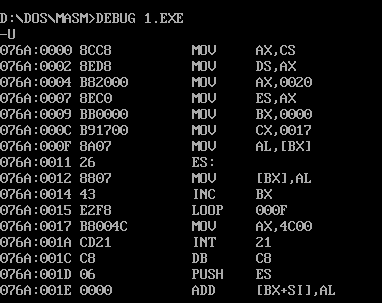 D:\DOS\MASM>DEBUG 1.EXE
-U
076A:0000 8CC8 MOV AX,CS
076A:0002 8ED8 MOV DS,AX
076A:0004 B82000 MOV AX,0020
076A:0007 8EC0 MOV ES,AX
076A:0009 BB0000 MOV BX,0000
076A:000C B91700 MOV CX,0017
076A:000F 8A07 MOV AL,[BX]
076A:0011 26 ES:
076A:0012 8807 MOV [BX],AL
076A:0014 43 INC BX
076A:0015 E2F8 LOOP 000F
076A:0017 B8004C MOV AX,4C00
076A:001A CD21 INT 21
076A:001C C8 DB C8
076A:001D 06 PUSH ES
076A:001E 0000 ADD [BX+SI],AL